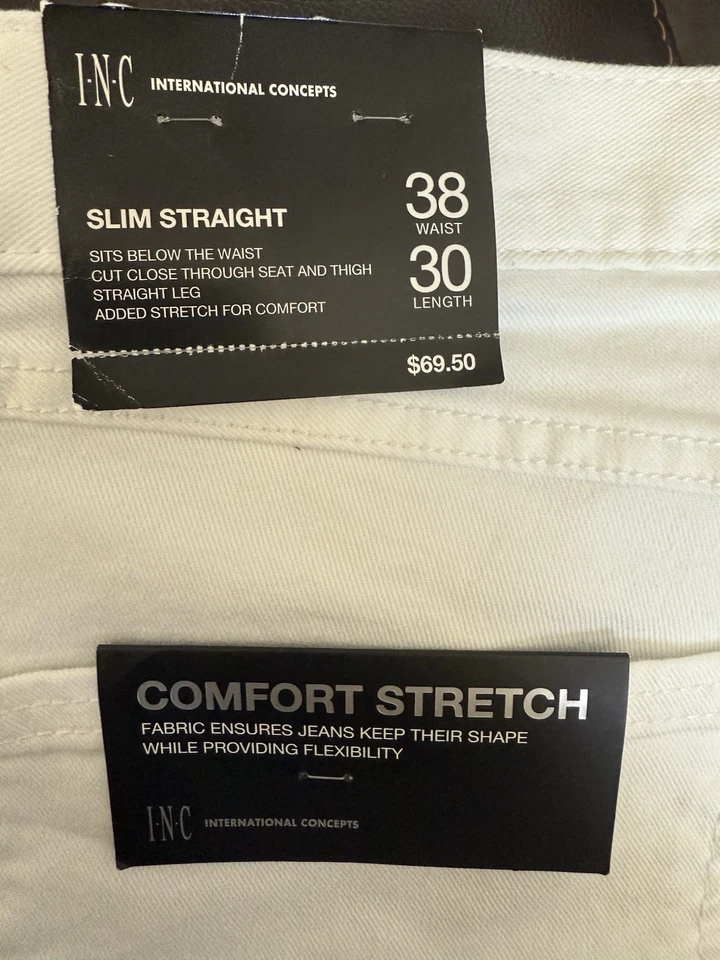 I·N·C INTERNATIONAL CONCEPTS
38
WAIST
30
LENGTH
SLIM STRAIGHT
SITS BELOW THE WAIST
CUT CLOSE THROUGH SEAT AND THIGH
STRAIGHT LEG
ADDED STRETCH FOR COMFORT
$69.50
COMFORT STRETCH
FABRIC ENSURES JEANS KEEP THEIR SHAPE
WHILE PROVIDING FLEXIBILITY
I·N·C INTERNATIONAL CONCEPTS